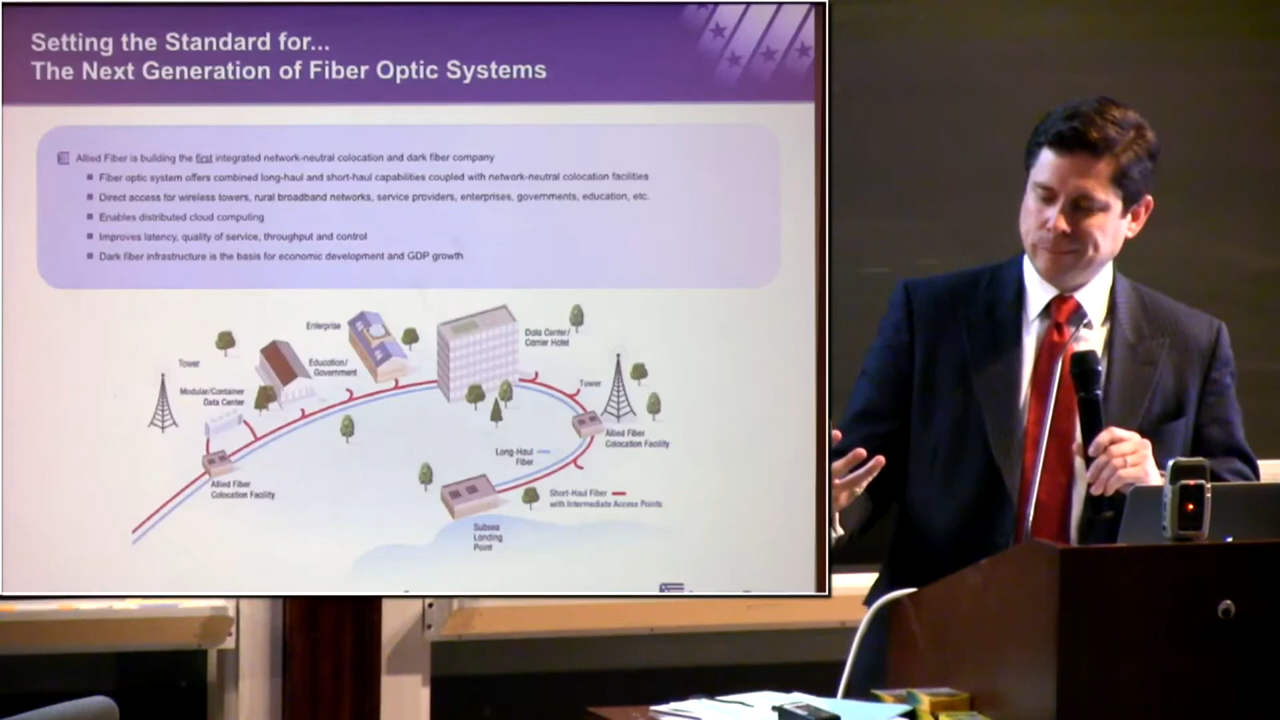 Setting the Standard for...
The Next Generation of Fiber Optic Systems
Allied Fiber is building the first integrated network-neutral colocation and dark fiber company
Fiber optic system offers combined long-haul and short-haul capabilities coupled with network-neutral colocation facilities
Direct access for wireless towers, rural broadband networks, service providers, enterprises, governments, education, etc.
Enables distributed cloud computing
Improves latency, quality of service, throughput and control
Dark fiber infrastructure is the basis for economic development and GDP growth
Enterprise
Data Center/
Carrier Hotel
Tower
Education/
Government
Modular/Container
Data Center
Tower
Allied Fiber
Colocation Facility
Long-Haul
Fiber
Allied Fiber
Colocation Facility
Short-Haul Fiber
with Intermediate Access Points
Subsea
Landing
Point